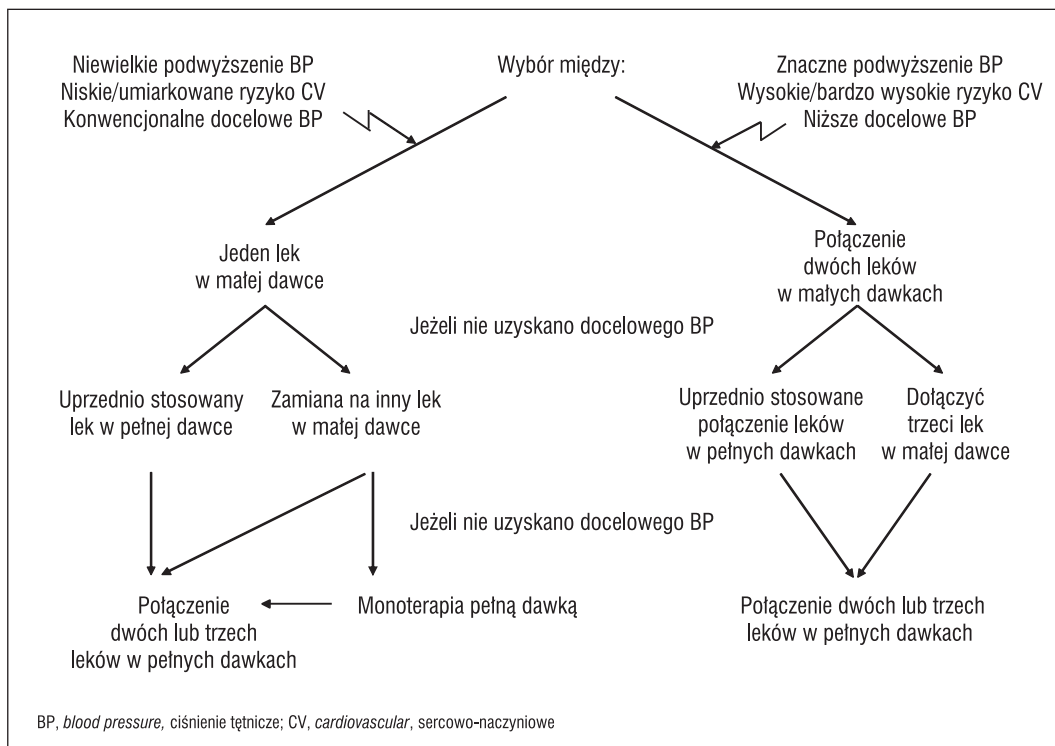 Niewielkie podwyższenie BP
Niskie/umiarkowane ryzyko CV
Konwencjonalne docelowe BP
Wybór między:
Znaczne podwyższenie BP
Wysokie/bardzo wysokie ryzyko CV
Niższe docelowe BP
Jeden lek
w małej dawce
Połączenie
dwóch leków
w małych dawkach
Jeżeli nie uzyskano docelowego BP
Uprzednio stosowany
lek w pełnej dawce
Zamiana na inny lek
w małej dawce
Uprzednio stosowane
połączenie leków
w pełnych dawkach
Dołączyć
trzeci lek
w małej dawce
Jeżeli nie uzyskano docelowego BP
Połączenie
dwóch lub trzech
leków w pełnych dawkach
Monoterapia pełną dawką
Połączenie dwóch lub trzech
leków w pełnych dawkach
BP, blood pressure, ciśnienie tętnicze; CV, cardiovascular, sercowo-naczyniowe